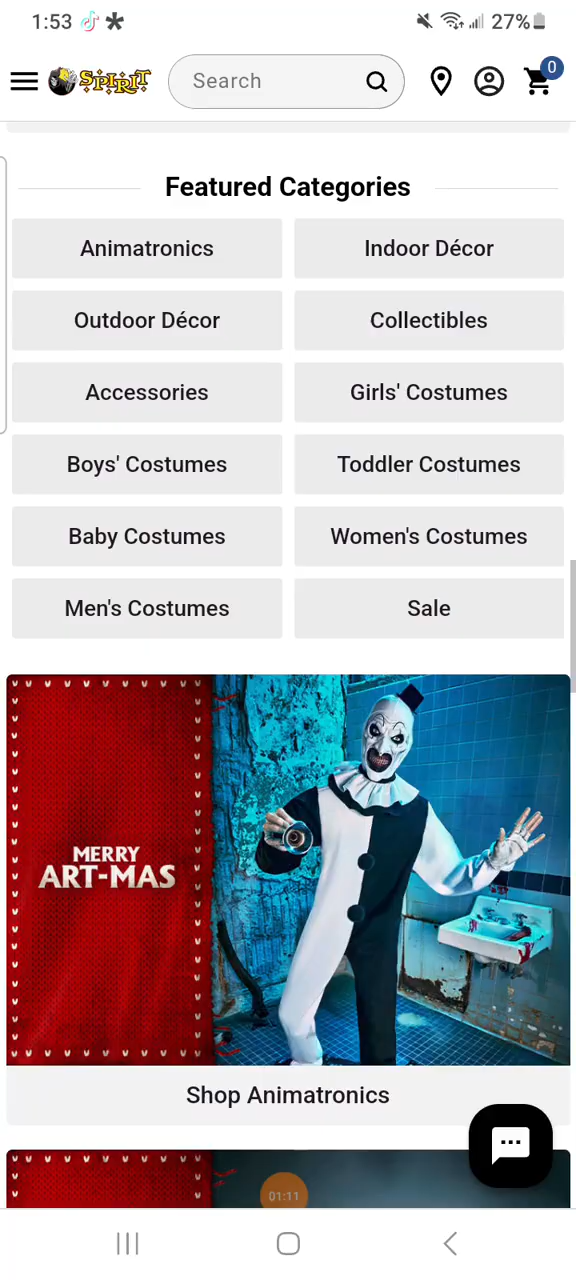 1:53 27%
SPIRIT Search 0
Featured Categories
Animatronics Indoor Décor
Outdoor Décor Collectibles
Accessories Girls' Costumes
Boys' Costumes Toddler Costumes
Baby Costumes Women's Costumes
Men's Costumes Sale
MERRY
ART-MAS
Shop Animatronics
01:11